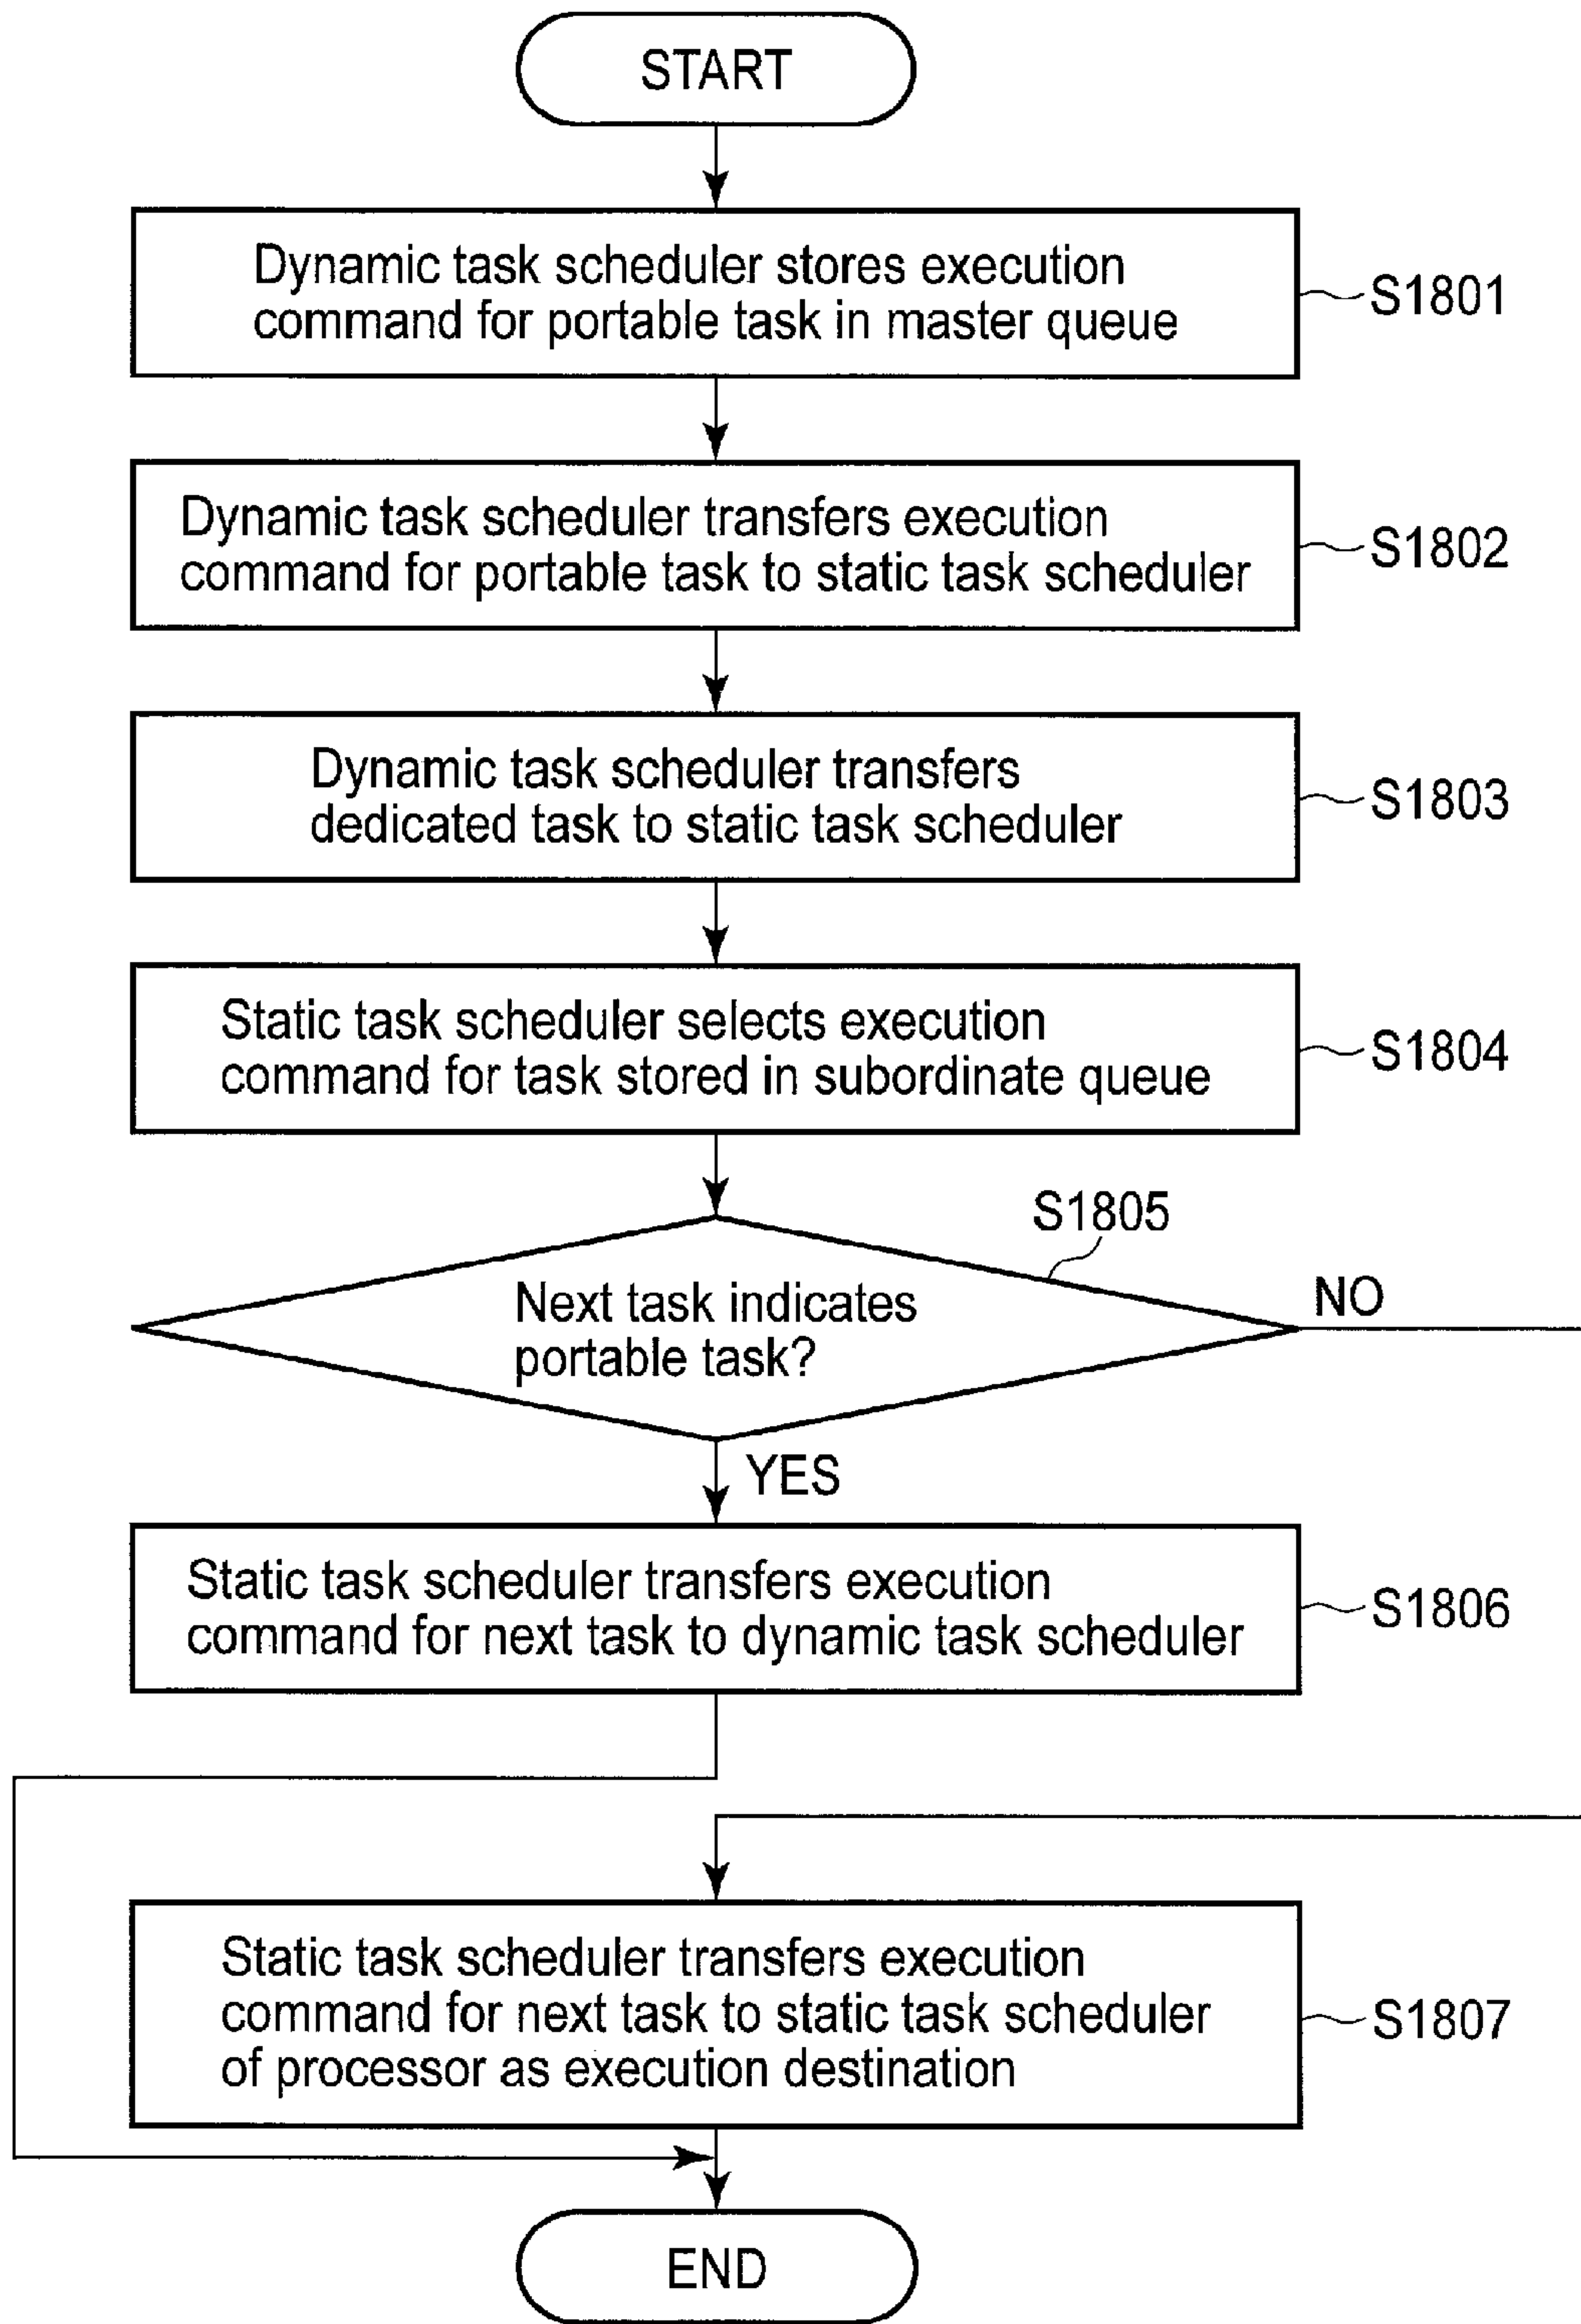 START
Dynamic task scheduler stores execution
command for portable task in master queue
S1801
Dynamic task scheduler transfers execution
command for portable task to static task scheduler
S1802
Dynamic task scheduler transfers
dedicated task to static task scheduler
S1803
Static task scheduler selects execution
command for task stored in subordinate queue
S1804
S1805
Next task indicates
portable task?
NO
YES
Static task scheduler transfers execution
command for next task to dynamic task scheduler
S1806
Static task scheduler transfers execution
command for next task to static task scheduler
of processor as execution destination
S1807
END